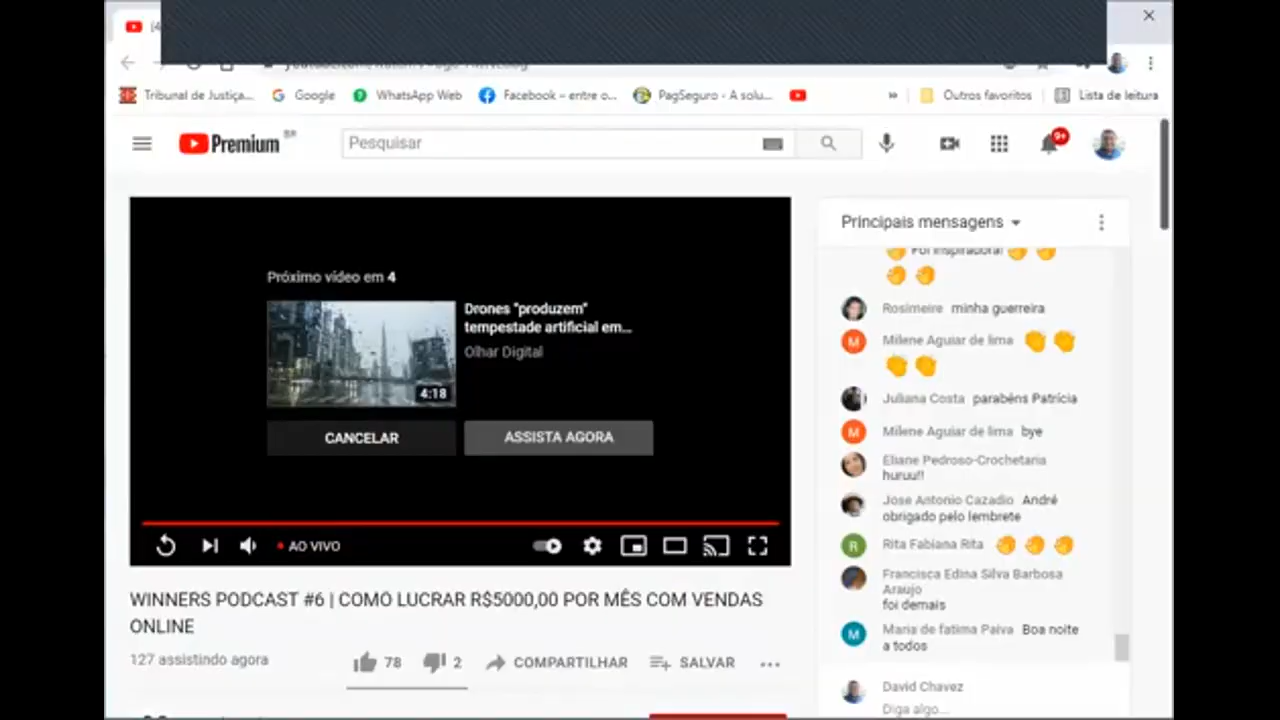 Tribunal de Justiça...
Google
WhatsApp Web
Facebook – entre o...
PagSeguro - A solu...
»
Outros favoritos
Lista de leitura
Premium BR
Pesquisar
9+
Principais mensagens
Foi inspiradora!
Próximo vídeo em 4
Drones "produzem"
tempestade artificial em...
Olhar Digital
4:18
CANCELAR
ASSISTA AGORA
AO VIVO
Rosimeire minha guerreira
M Milene Aguiar de lima
Juliana Costa parabéns Patrícia
M Milene Aguiar de lima bye
Eliane Pedroso-Crochetaria
huruu!!
Jose Antonio Cazadio André
obrigado pelo lembrete
R Rita Fabiana Rita
Francisca Edina Silva Barbosa
Araujo
foi demais
M Maria de fatima Paiva Boa noite
a todos
David Chavez
Diga algo...
WINNERS PODCAST #6 | COMO LUCRAR R$5000,00 POR MÊS COM VENDAS
ONLINE
127 assistindo agora
78
2
COMPARTILHAR
SALVAR